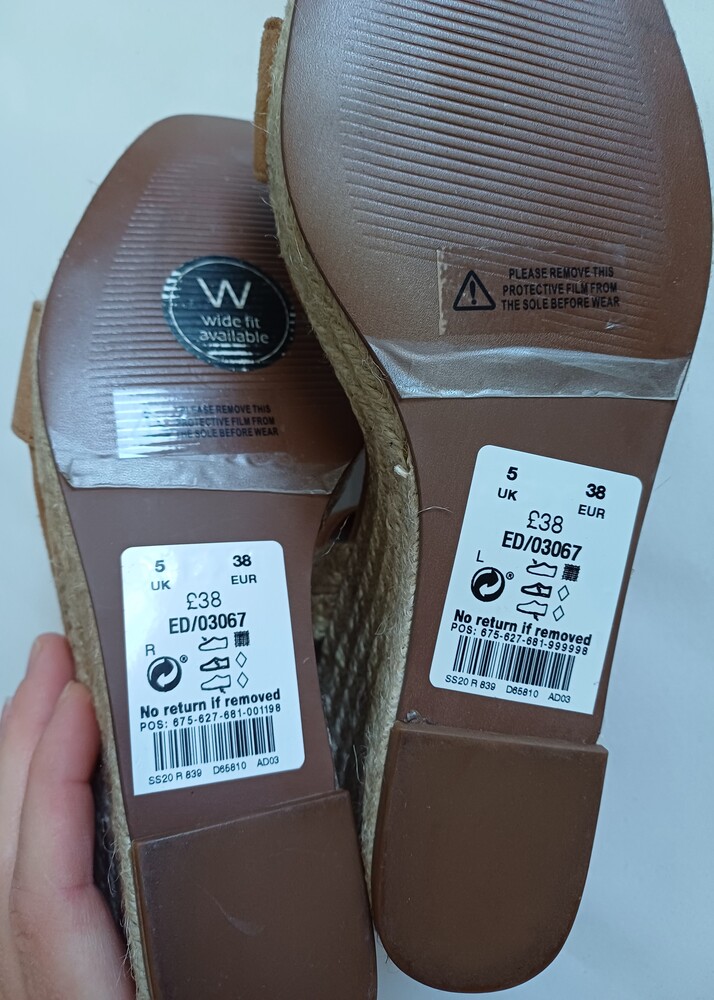 W
wide fit
available
PLEASE REMOVE THIS
PROTECTIVE FILM FROM
THE SOLE BEFORE WEAR
5 38
UK EUR
£38
ED/03067
R
®
No return if removed
POS: 675-627-681-001198
SS20 R 839 D65810 AD03
PLEASE REMOVE THIS
PROTECTIVE FILM FROM
THE SOLE BEFORE WEAR
5 38
UK EUR
£38
ED/03067
L
®
No return if removed
POS: 675-627-681-999998
SS20 R 839 D65810 AD03